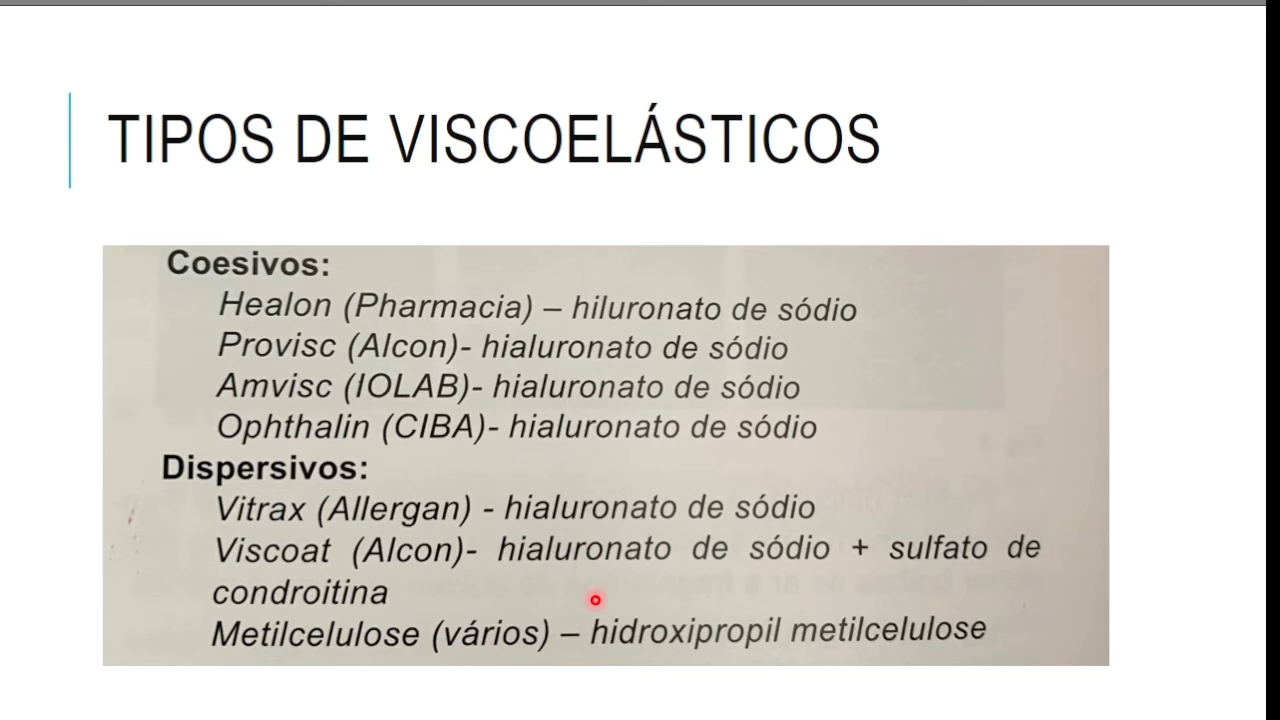 TIPOS DE VISCOELÁSTICOS
Coesivos:
Healon (Pharmacia) – hiluronato de sódio
Provisc (Alcon)- hialuronato de sódio
Amvisc (IOLAB)- hialuronato de sódio
Ophthalin (CIBA)- hialuronato de sódio
Dispersivos:
Vitrax (Allergan) - hialuronato de sódio
Viscoat (Alcon)- hialuronato de sódio + sulfato de
condroitina
Metilcelulose (vários) – hidroxipropil metilcelulose